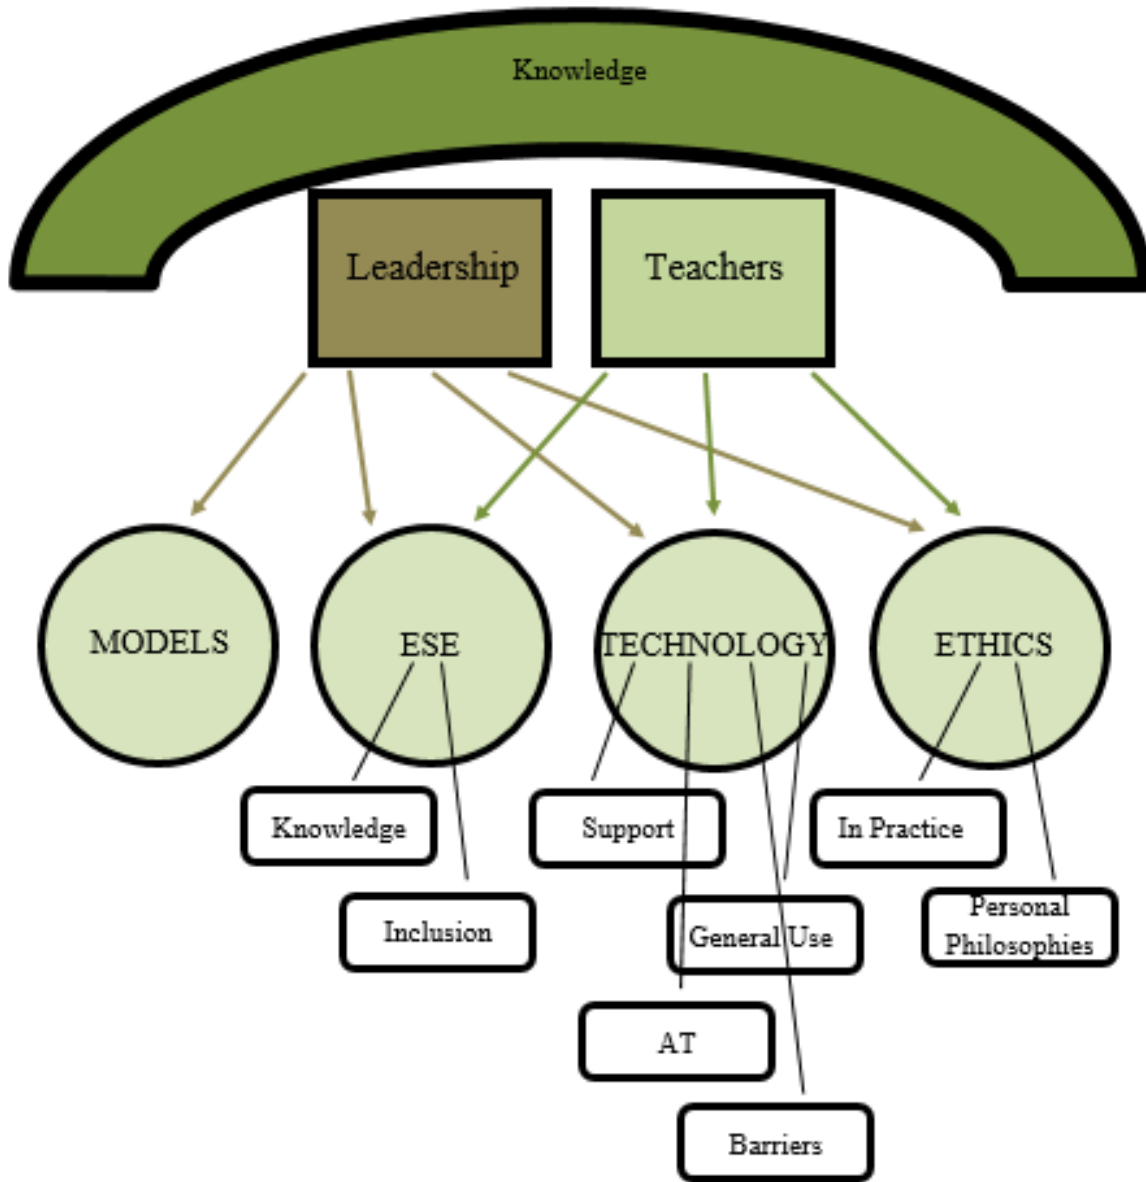 Knowledge
Leadership
Teachers
MODELS
ESE
TECHNOLOGY
ETHICS
Knowledge
Support
In Practice
Inclusion
General Use
Personal
Philosophies
AT
Barriers